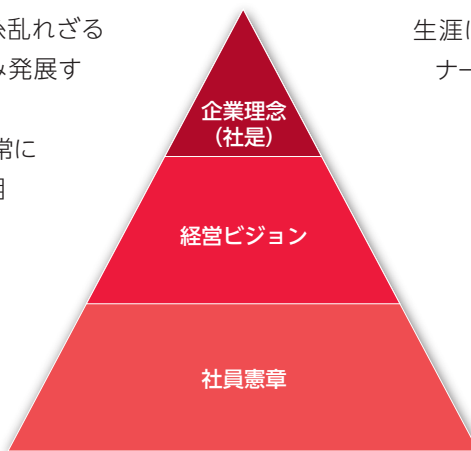 乱れざる
み発展す
常に
生涯
ナー
企業理念
(社是)
経営ビジョン
社員憲章